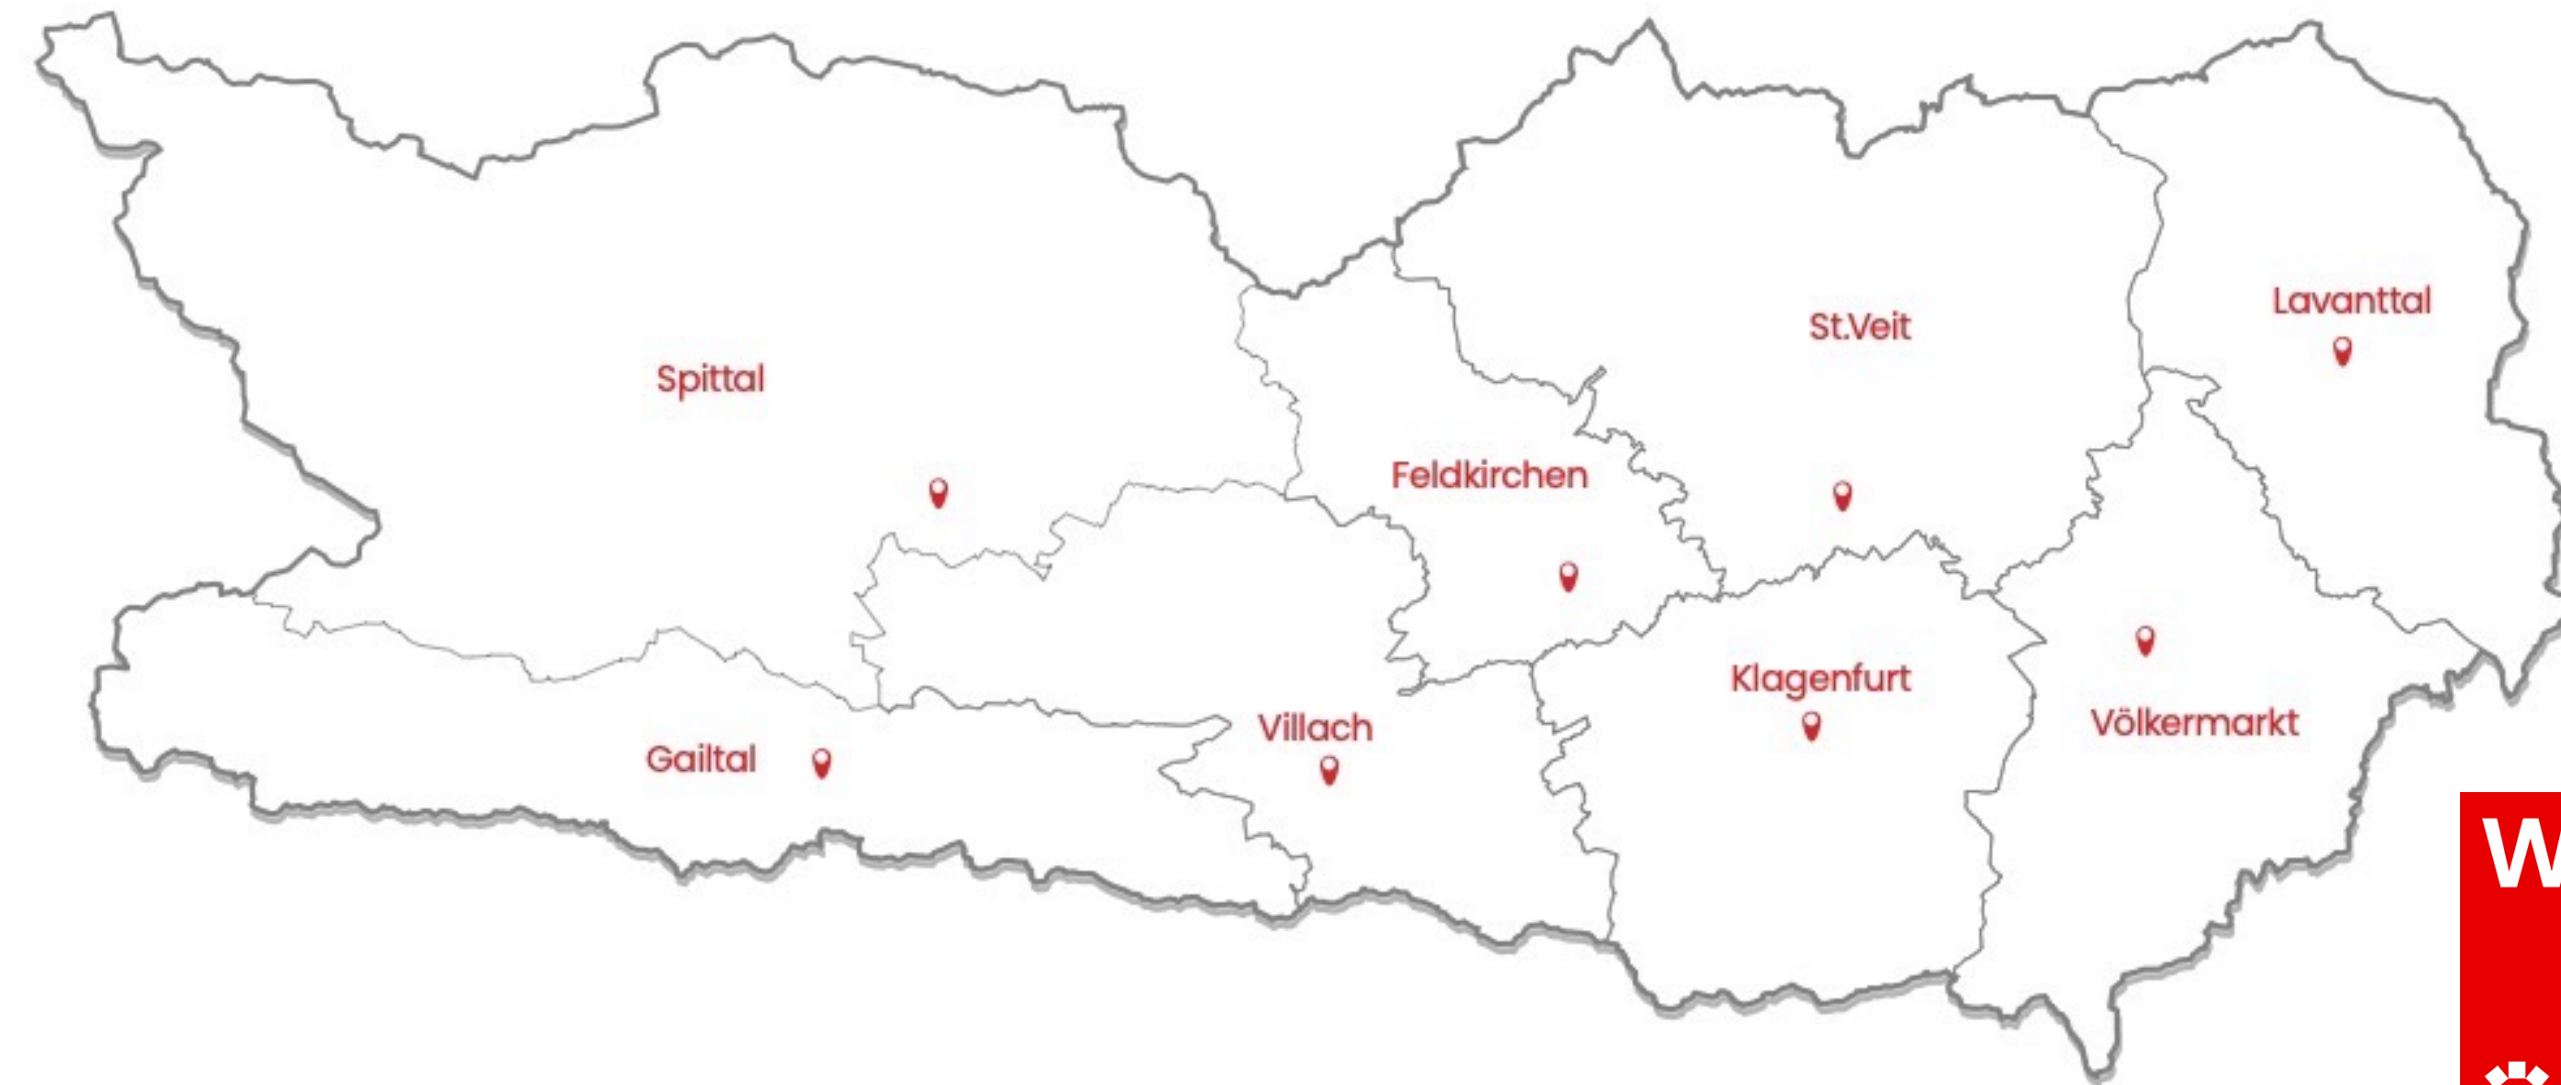 Lavanttal
St.Veit
Spittal
Feldkirchen
Klagenfurt
Völkermarkt
Villach
Gailtal
W